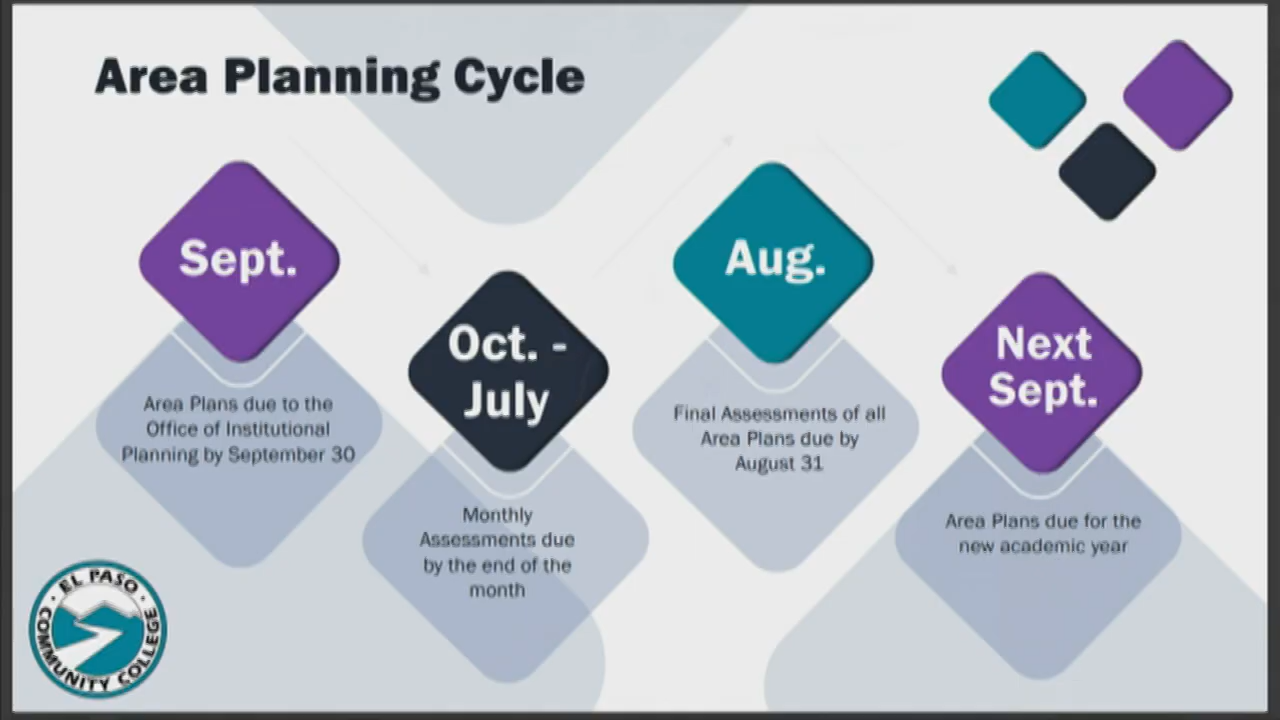 Area Planning Cycle
Sept.
Area Plans due to the
Office of Institutional
Planning by September 30
Oct. -
July
Monthly
Assessments due
by the end of the
month
Aug.
Final Assessments of all
Area Plans due by
August 31
Next
Sept.
Area Plans due for the
new academic year
EL PASO
COMMUNITY COLLEGE